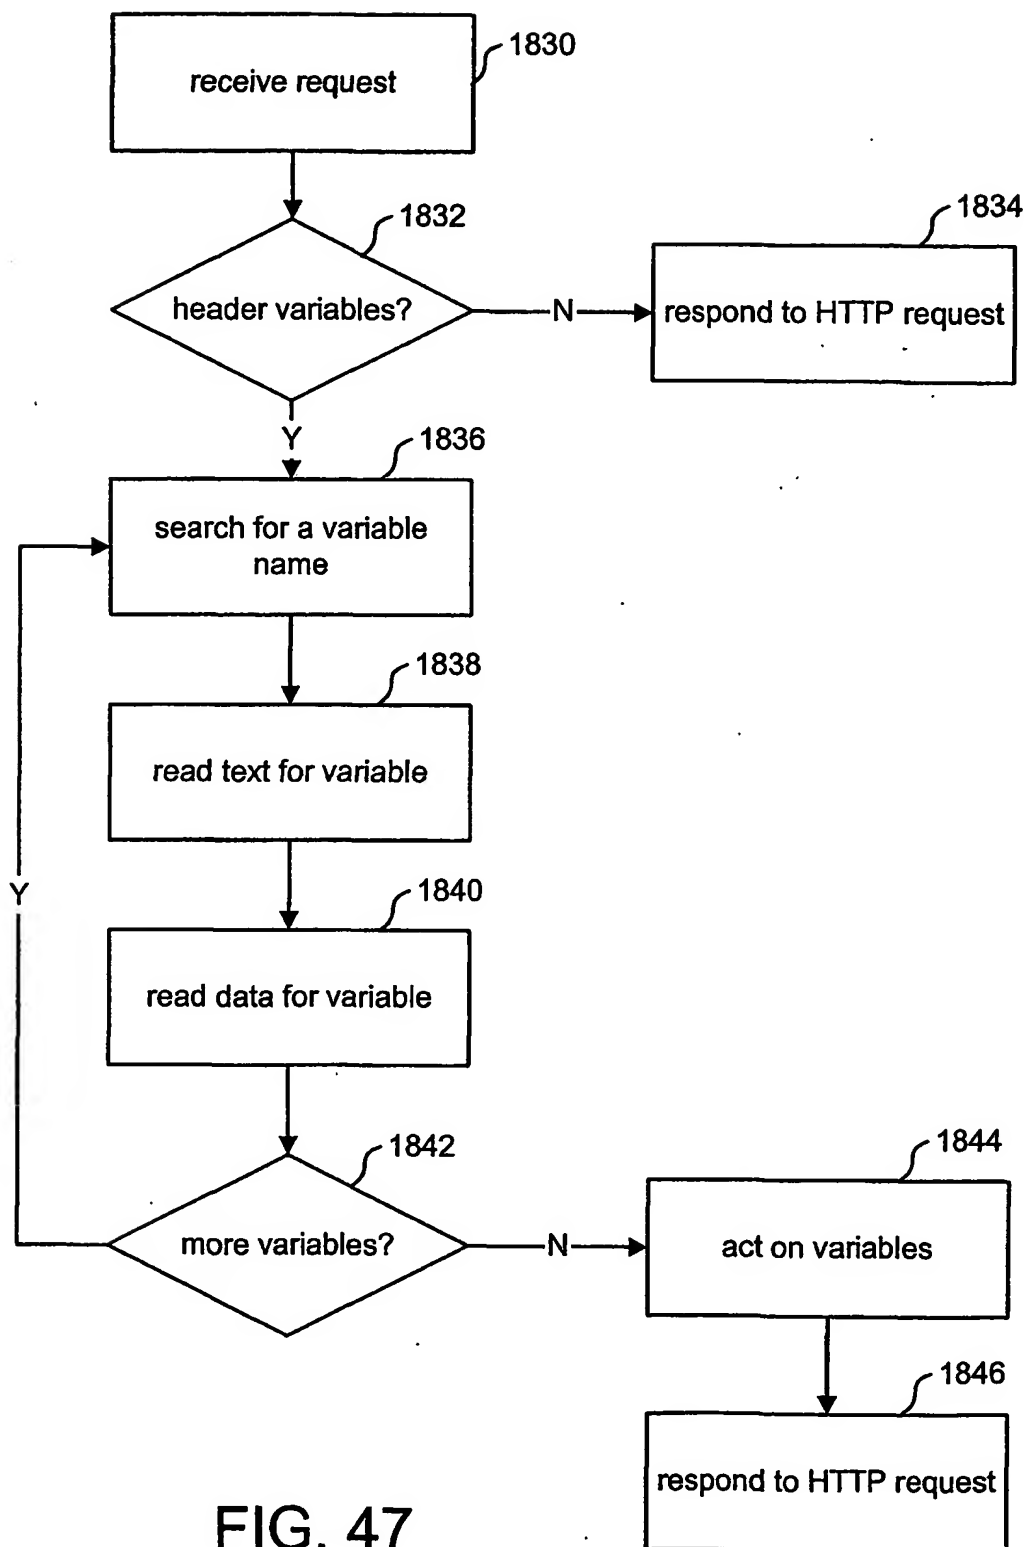 1830
receive request
1832
header variables?
N
1834
respond to HTTP request
Y
1836
search for a variable
name
1838
read text for variable
Y
1840
read data for variable
1842
more variables?
N
1844
act on variables
1846
respond to HTTP request
FIG. 47